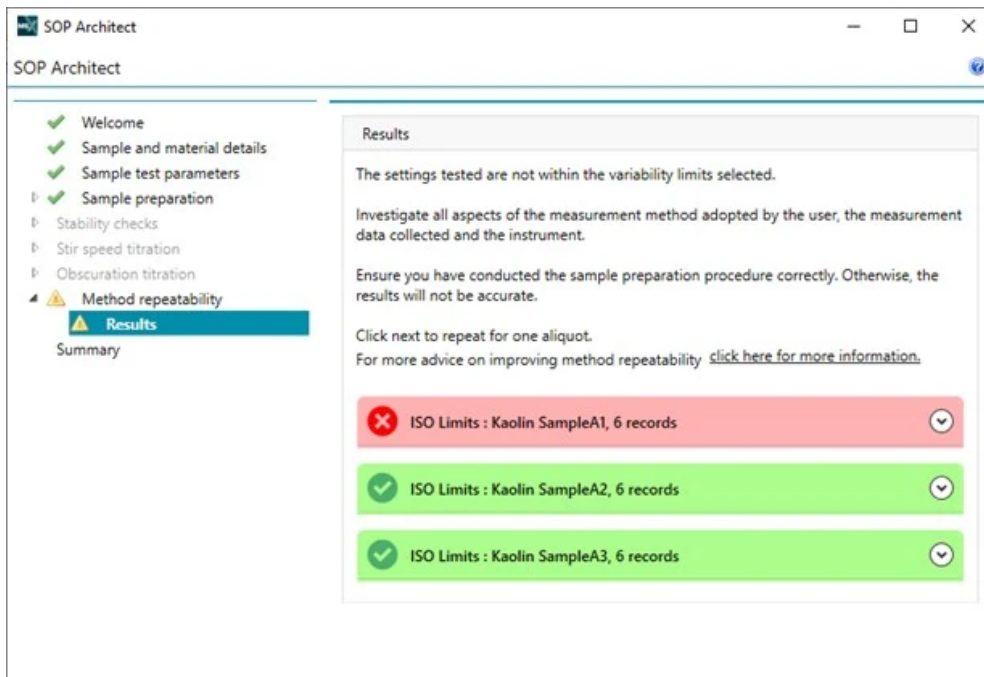 SOP Architect
SOP Architect
Welcome
Sample and material details
Sample test parameters
Sample preparation
Stability checks
Stir speed titration
Obscuration titration
Method repeatability
Results
Summary
Results
The settings tested are not within the variability limits selected.
Investigate all aspects of the measurement method adopted by the user, the measurement
data collected and the instrument.
Ensure you have conducted the sample preparation procedure correctly. Otherwise, the
results will not be accurate.
Click next to repeat for one aliquot.
For more advice on improving method repeatability click here for more information.
ISO Limits : Kaolin SampleA1, 6 records
ISO Limits : Kaolin SampleA2, 6 records
ISO Limits : Kaolin SampleA3, 6 records